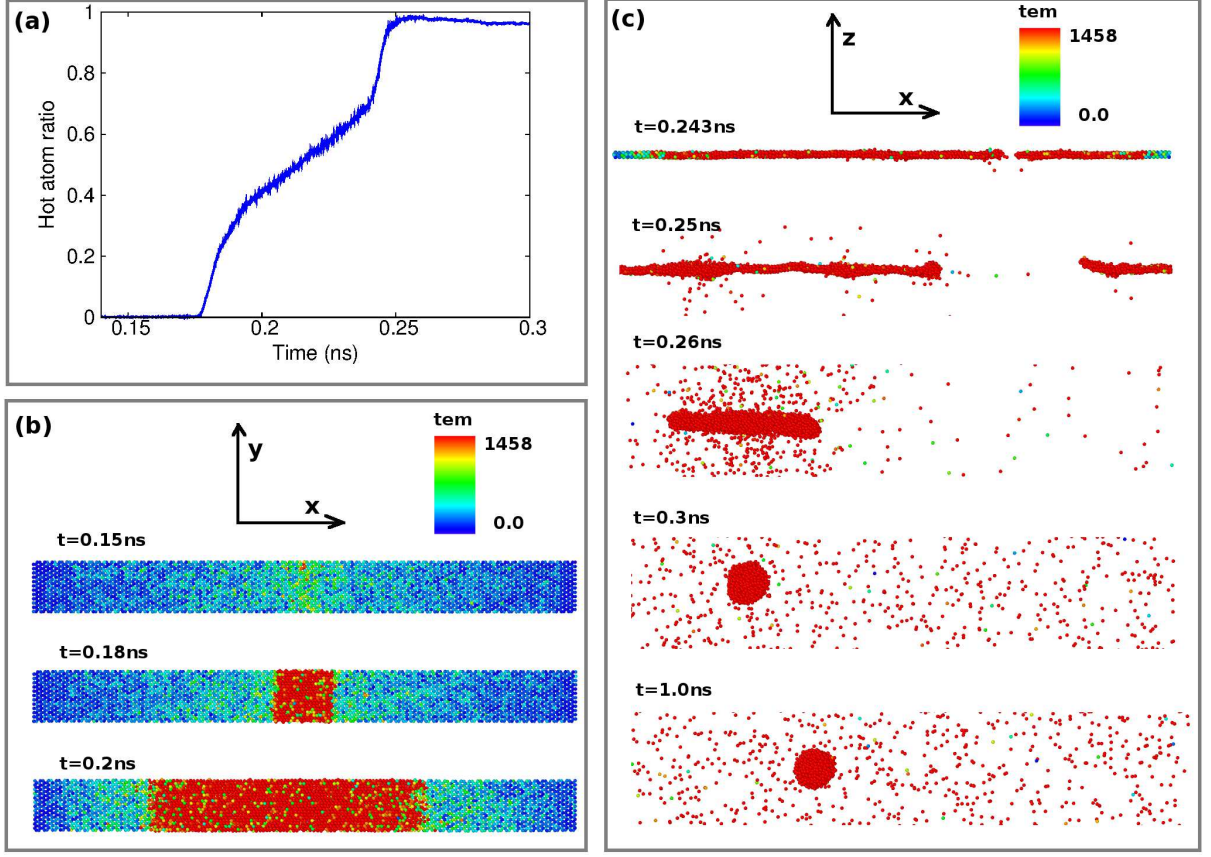 (a)
1
0.8
0.6
0.4
0.2
0
Hot atom ratio
0.15 0.2 0.25 0.3
Time (ns)
(b)
y
x
tem
1458
0.0
t=0.15ns
t=0.18ns
t=0.2ns
(c)
z
x
tem
1458
0.0
t=0.243ns
t=0.25ns
t=0.26ns
t=0.3ns
t=1.0ns